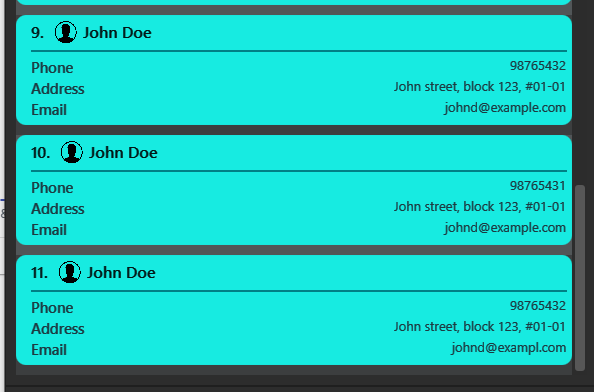 9. John Doe
Phone 98765432
Address John street, block 123, #01-01
Email johnd@example.com
10. John Doe
Phone 98765431
Address John street, block 123, #01-01
Email johnd@example.com
11. John Doe
Phone 98765432
Address John street, block 123, #01-01
Email johnd@exampl.com